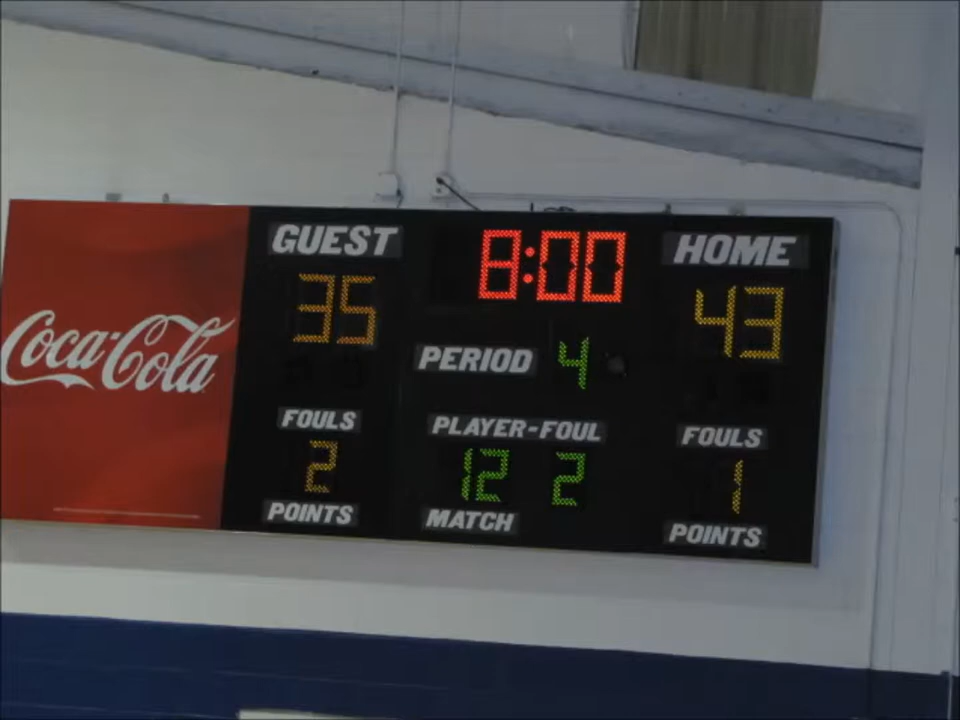 GUEST 8:00 HOME
35 43
PERIOD 4
Coca-Cola
FOULS PLAYER-FOUL FOULS
2 12 2 1
POINTS MATCH POINTS